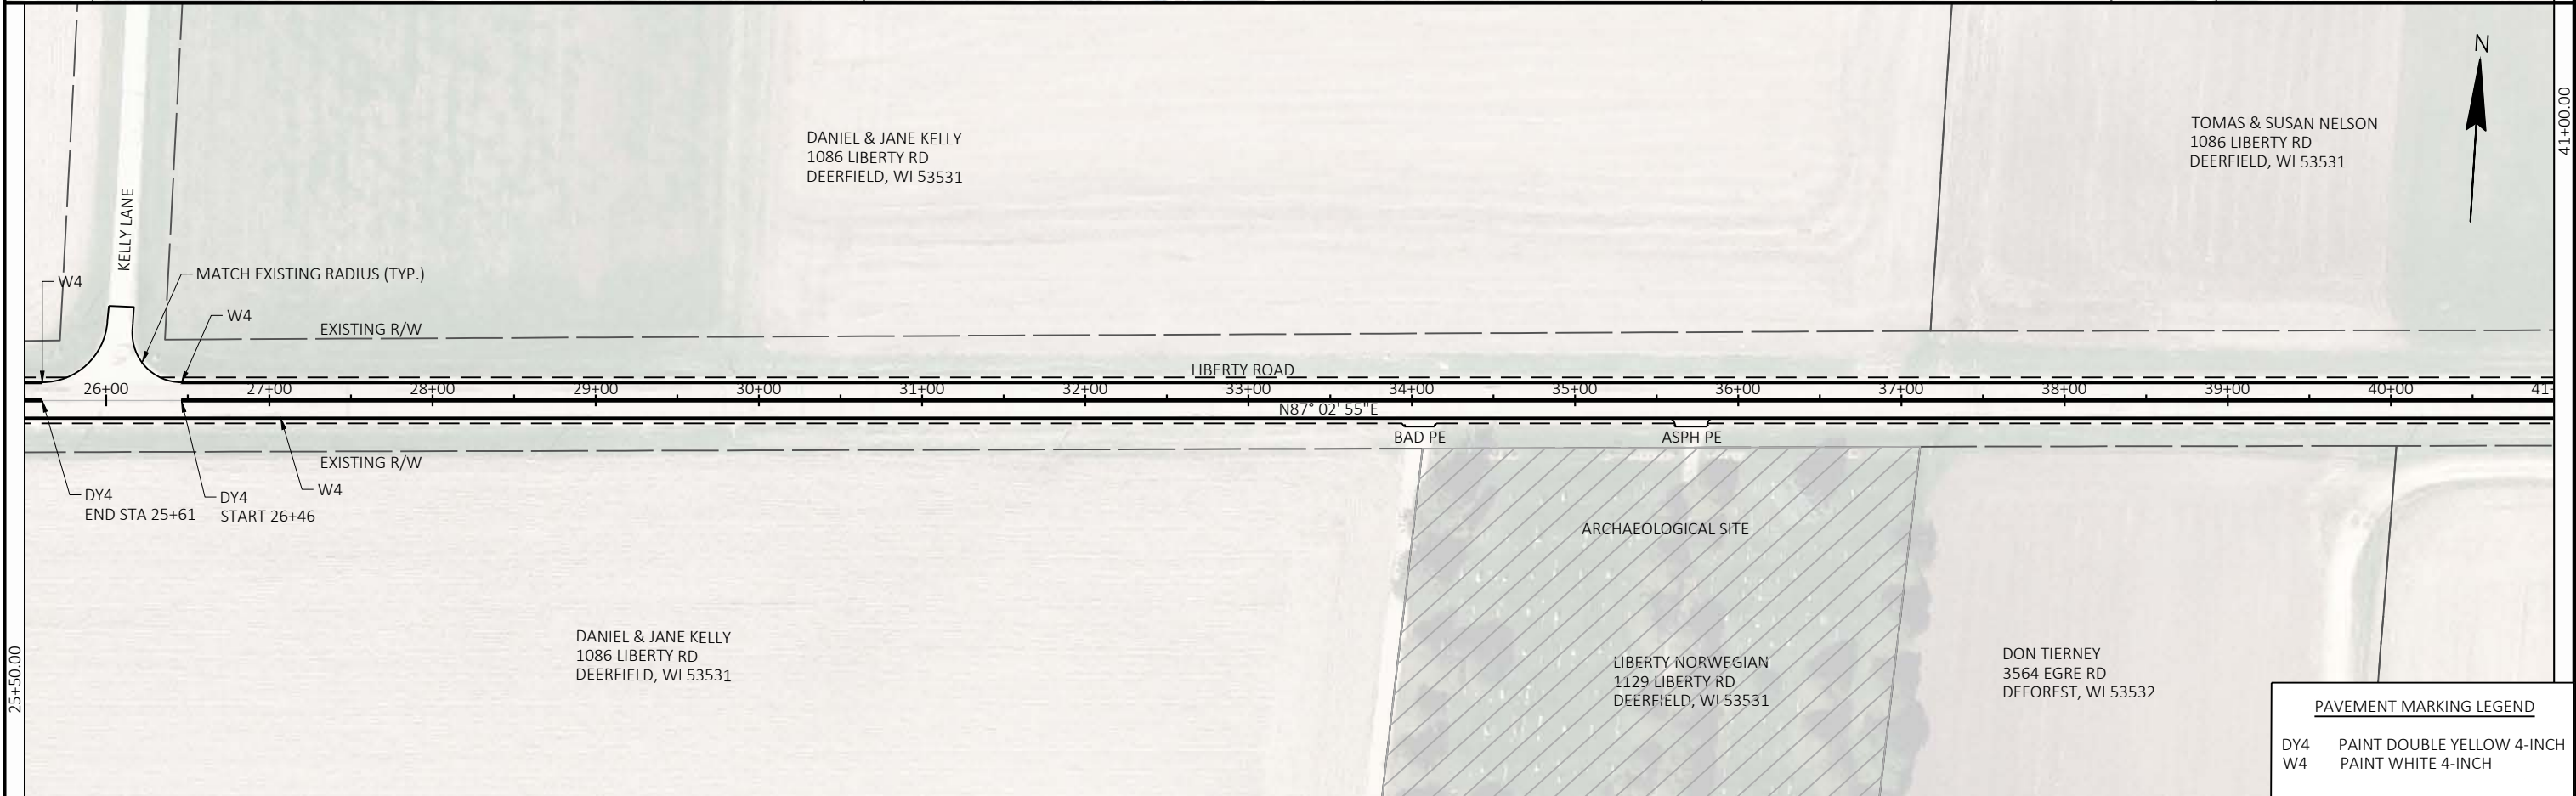 N
DANIEL & JANE KELLY
1086 LIBERTY RD
DEERFIELD, WI 53531
TOMAS & SUSAN NELSON
1086 LIBERTY RD
DEERFIELD, WI 53531
41+00.00
KELLY LANE
W4
MATCH EXISTING RADIUS (TYP.)
W4
EXISTING R/W
LIBERTY ROAD
26+00 27+00 28+00 29+00 30+00 31+00 32+00 33+00 34+00 35+00 36+00 37+00 38+00 39+00 40+00 41+
N87° 02' 55"E
BAD PE
ASPH PE
EXISTING R/W
W4
DY4
END STA 25+61
DY4
START 26+46
ARCHAEOLOGICAL SITE
DANIEL & JANE KELLY
1086 LIBERTY RD
DEERFIELD, WI 53531
LIBERTY NORWEGIAN
1129 LIBERTY RD
DEERFIELD, WI 53531
DON TIERNEY
3564 EGRE RD
DEFOREST, WI 53532
25+50.00
PAVEMENT MARKING LEGEND
DY4 PAINT DOUBLE YELLOW 4-INCH
W4 PAINT WHITE 4-INCH